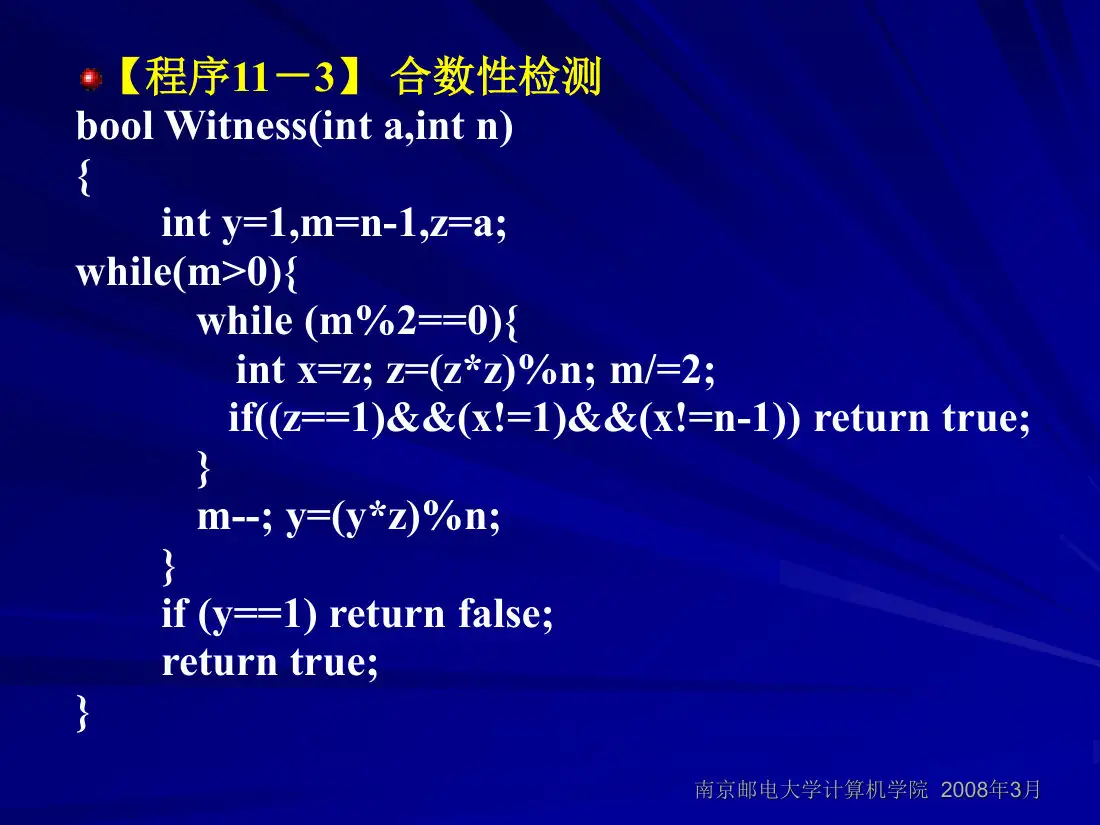 【程序11－3】 合数性检测
bool Witness(int a,int n)
{
int y=1,m=n-1,z=a;
while(m>0){
while (m%2==0){
int x=z; z=(z*z)%n; m/=2;
if((z==1)&&(x!=1)&&(x!=n-1)) return true;
}
m--; y=(y*z)%n;
}
if (y==1) return false;
return true;
}
南京邮电大学计算机学院 2008年3月